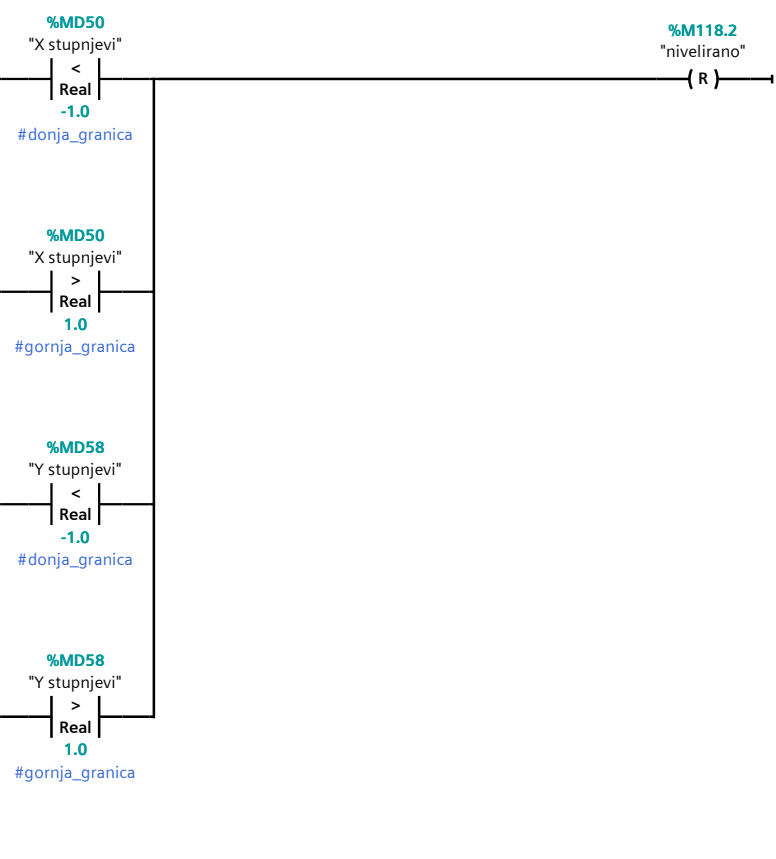 %MD50
"X stupnjevi"
<
Real
-1.0
#donja_granica
%M118.2
"nivelirano"
R
%MD50
"X stupnjevi"
>
Real
1.0
#gornja_granica
%MD58
"Y stupnjevi"
<
Real
-1.0
#donja_granica
%MD58
"Y stupnjevi"
>
Real
1.0
#gornja_granica